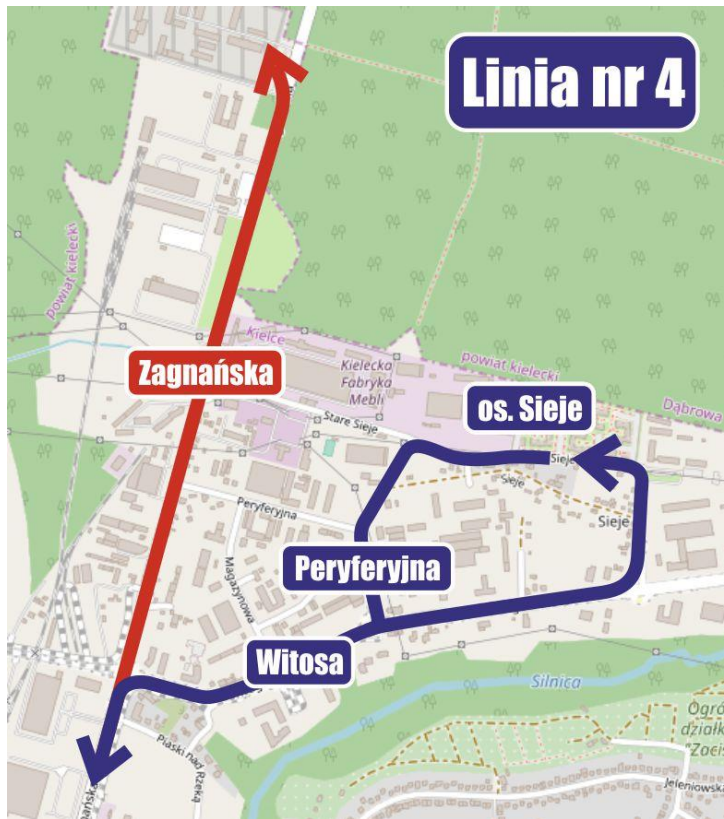 Linia nr 4
powiat kielecki
Kielce
Zagnańska
Kielecka
Fabryka
Mebli
powiat kielecki
Dąbrowa
os. Sieje
Stare Sieje
Sieje
Sieje
Sieje
Peryferyjna
Magazynowa
Peryferyjna
Witosa
Silnica
Piaski nad
Rzeką
Jeleniowska